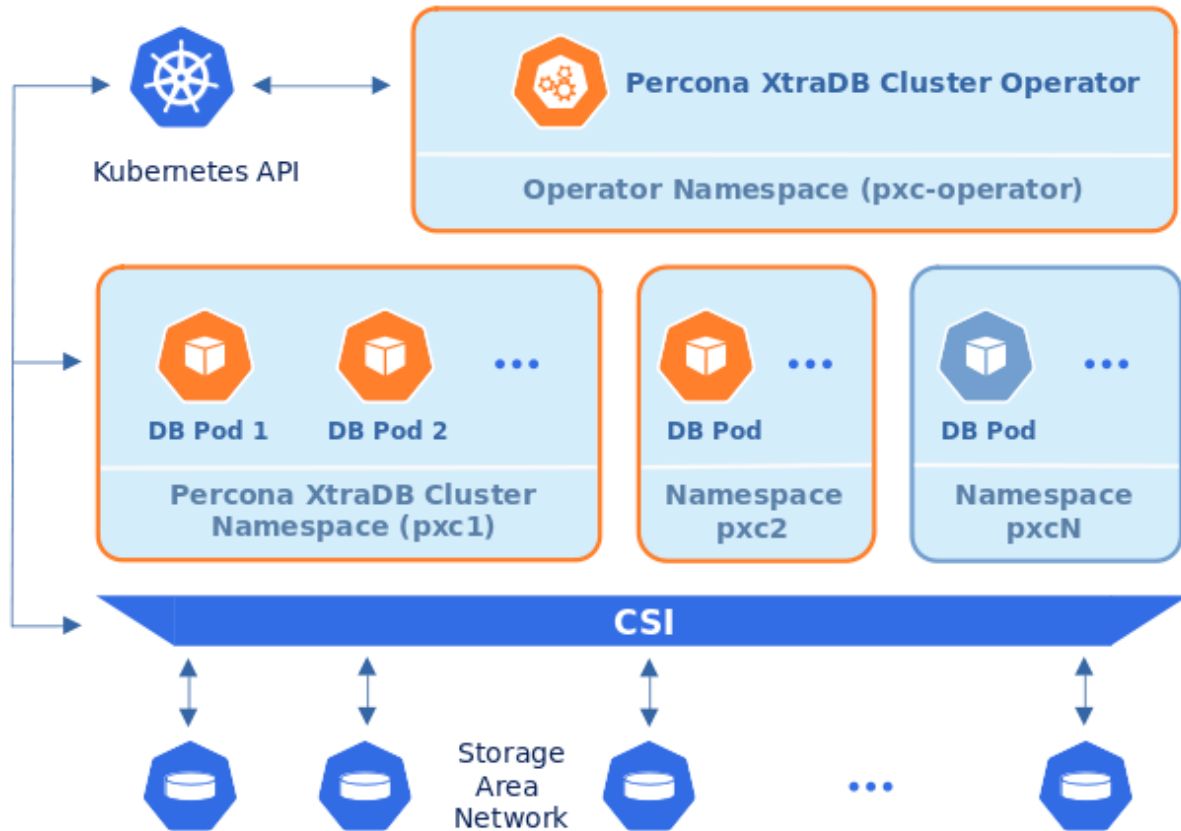 Percona XtraDB Cluster Operator
Kubernetes API
Operator Namespace (pxc-operator)
DB Pod 1
DB Pod 2
DB Pod
DB Pod
Percona XtraDB Cluster
Namespace (pxc1)
Namespace
pxc2
Namespace
pxcN
CSI
Storage
Area
Network